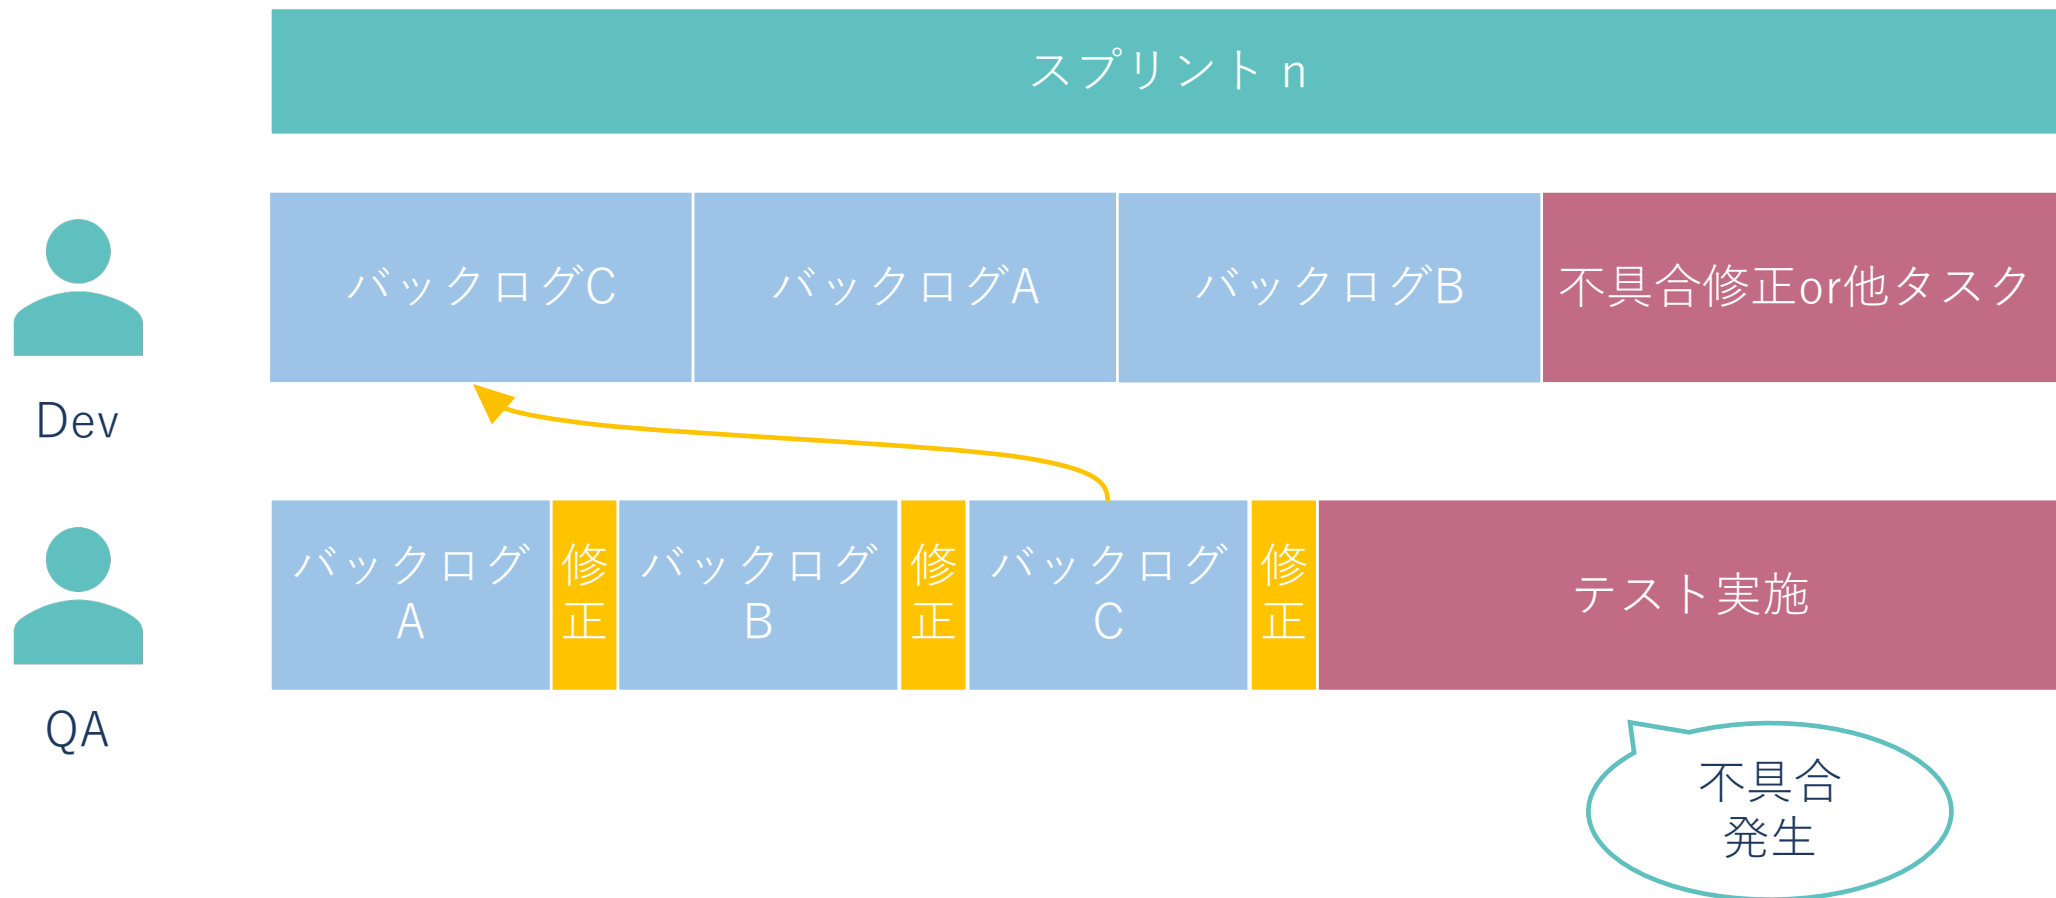 スプリント n
バックログC
バックログA
バックログB
不具合修正or他タスク
Dev
バックログ
A
修
正
バックログ
B
修
正
バックログ
C
修
正
テスト実施
QA
不具合
発生